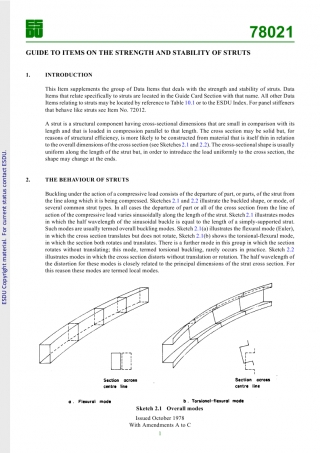 ESDU
78021
GUIDE TO ITEMS ON THE STRENGTH AND STABILITY OF STRUTS
1. INTRODUCTION
This Item supplements the group of Data Items that deals with the strength and stability of struts. Data
Items that relate specifically to struts are located in the Guide Card Section with that name. All other Data
Items relating to struts may be located by reference to Table 10.1 or to the ESDU Index. For panel stiffeners
that behave like struts see Item No. 72012.
A strut is a structural component having cross-sectional dimensions that are small in comparison with its
length and that is loaded in compression parallel to that length. The cross section may be solid but, for
reasons of structural efficiency, is more likely to be constructed from material that is itself thin in relation
to the overall dimensions of the cross section (see Sketches 2.1 and 2.2). The cross-sectional shape is usually
uniform along the length of the strut but, in order to introduce the load uniformly to the cross section, the
shape may change at the ends.
2. THE BEHAVIOUR OF STRUTS
Buckling under the action of a compressive load consists of the departure of part, or parts, of the strut from
the line along which it is being compressed. Sketches 2.1 and 2.2 illustrate the buckled shape, or mode, of
several common strut types. In all cases the departure of part or all of the cross section from the line of
action of the compressive load varies sinusoidally along the length of the strut. Sketch 2.1 illustrates modes
in which the half wavelength of the sinusoidal buckle is equal to the length of a simply-supported strut.
Such modes are usually termed overall buckling modes. Sketch 2.1(a) illustrates the flexural mode (Euler),
in which the cross section translates but does not rotate, Sketch 2.1(b) shows the torsional-flexural mode,
in which the section both rotates and translates. There is a further mode in this group in which the section
rotates without translating; this mode, termed torsional buckling, rarely occurs in practice. Sketch 2.2
illustrates modes in which the cross section distorts without translation or rotation. The half wavelength of
the distortion for these modes is closely related to the principal dimensions of the strut cross section. For
this reason these modes are termed local modes.
Section across
centre line
Section across
centre line
a. Flexural mode
b. Torsional-flexural mode
Sketch 2.1 Overall modes
Issued October 1978
With Amendments A to C
1
ESDU Copyright material. For current status contact ESDU.